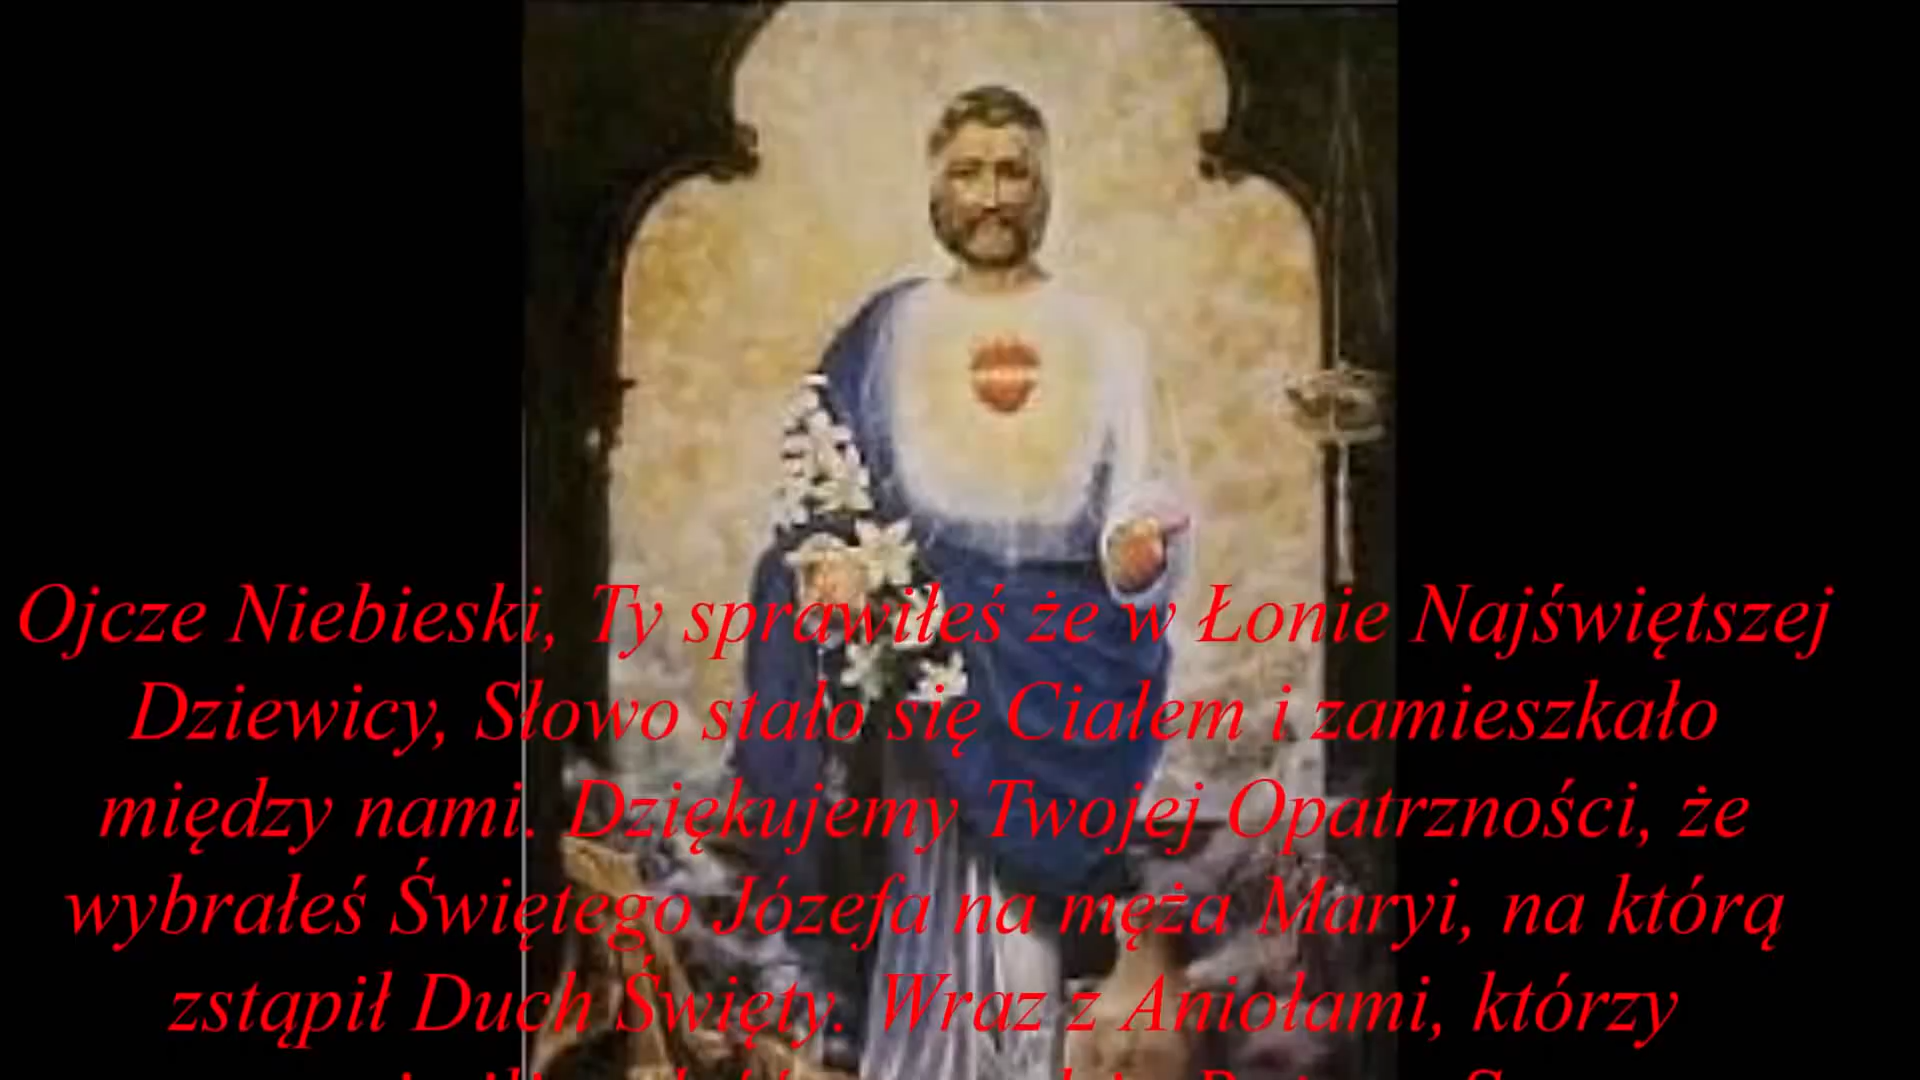 Ojcze Niebieski, Ty sprawiłeś że w Łonie Najświętszej
Dziewicy, Słowo stało się Ciałem i zamieszkało
między nami. Dziękujemy Twojej Opatrzności, że
wybrałeś Świętego Józefa na męża Maryi, na którą
zstąpił Duch Święty. Wraz z Aniołami, którzy